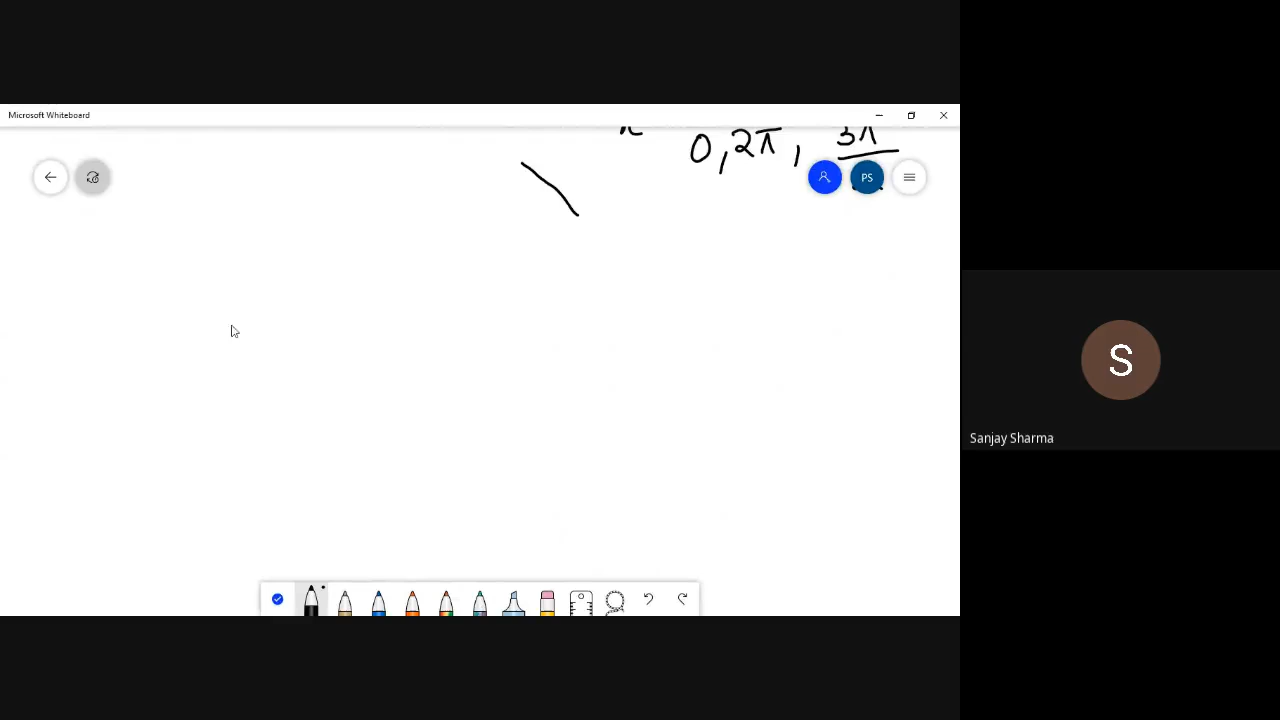 Microsoft Whiteboard
0, 2π, 3π
PS
S
Sanjay Sharma